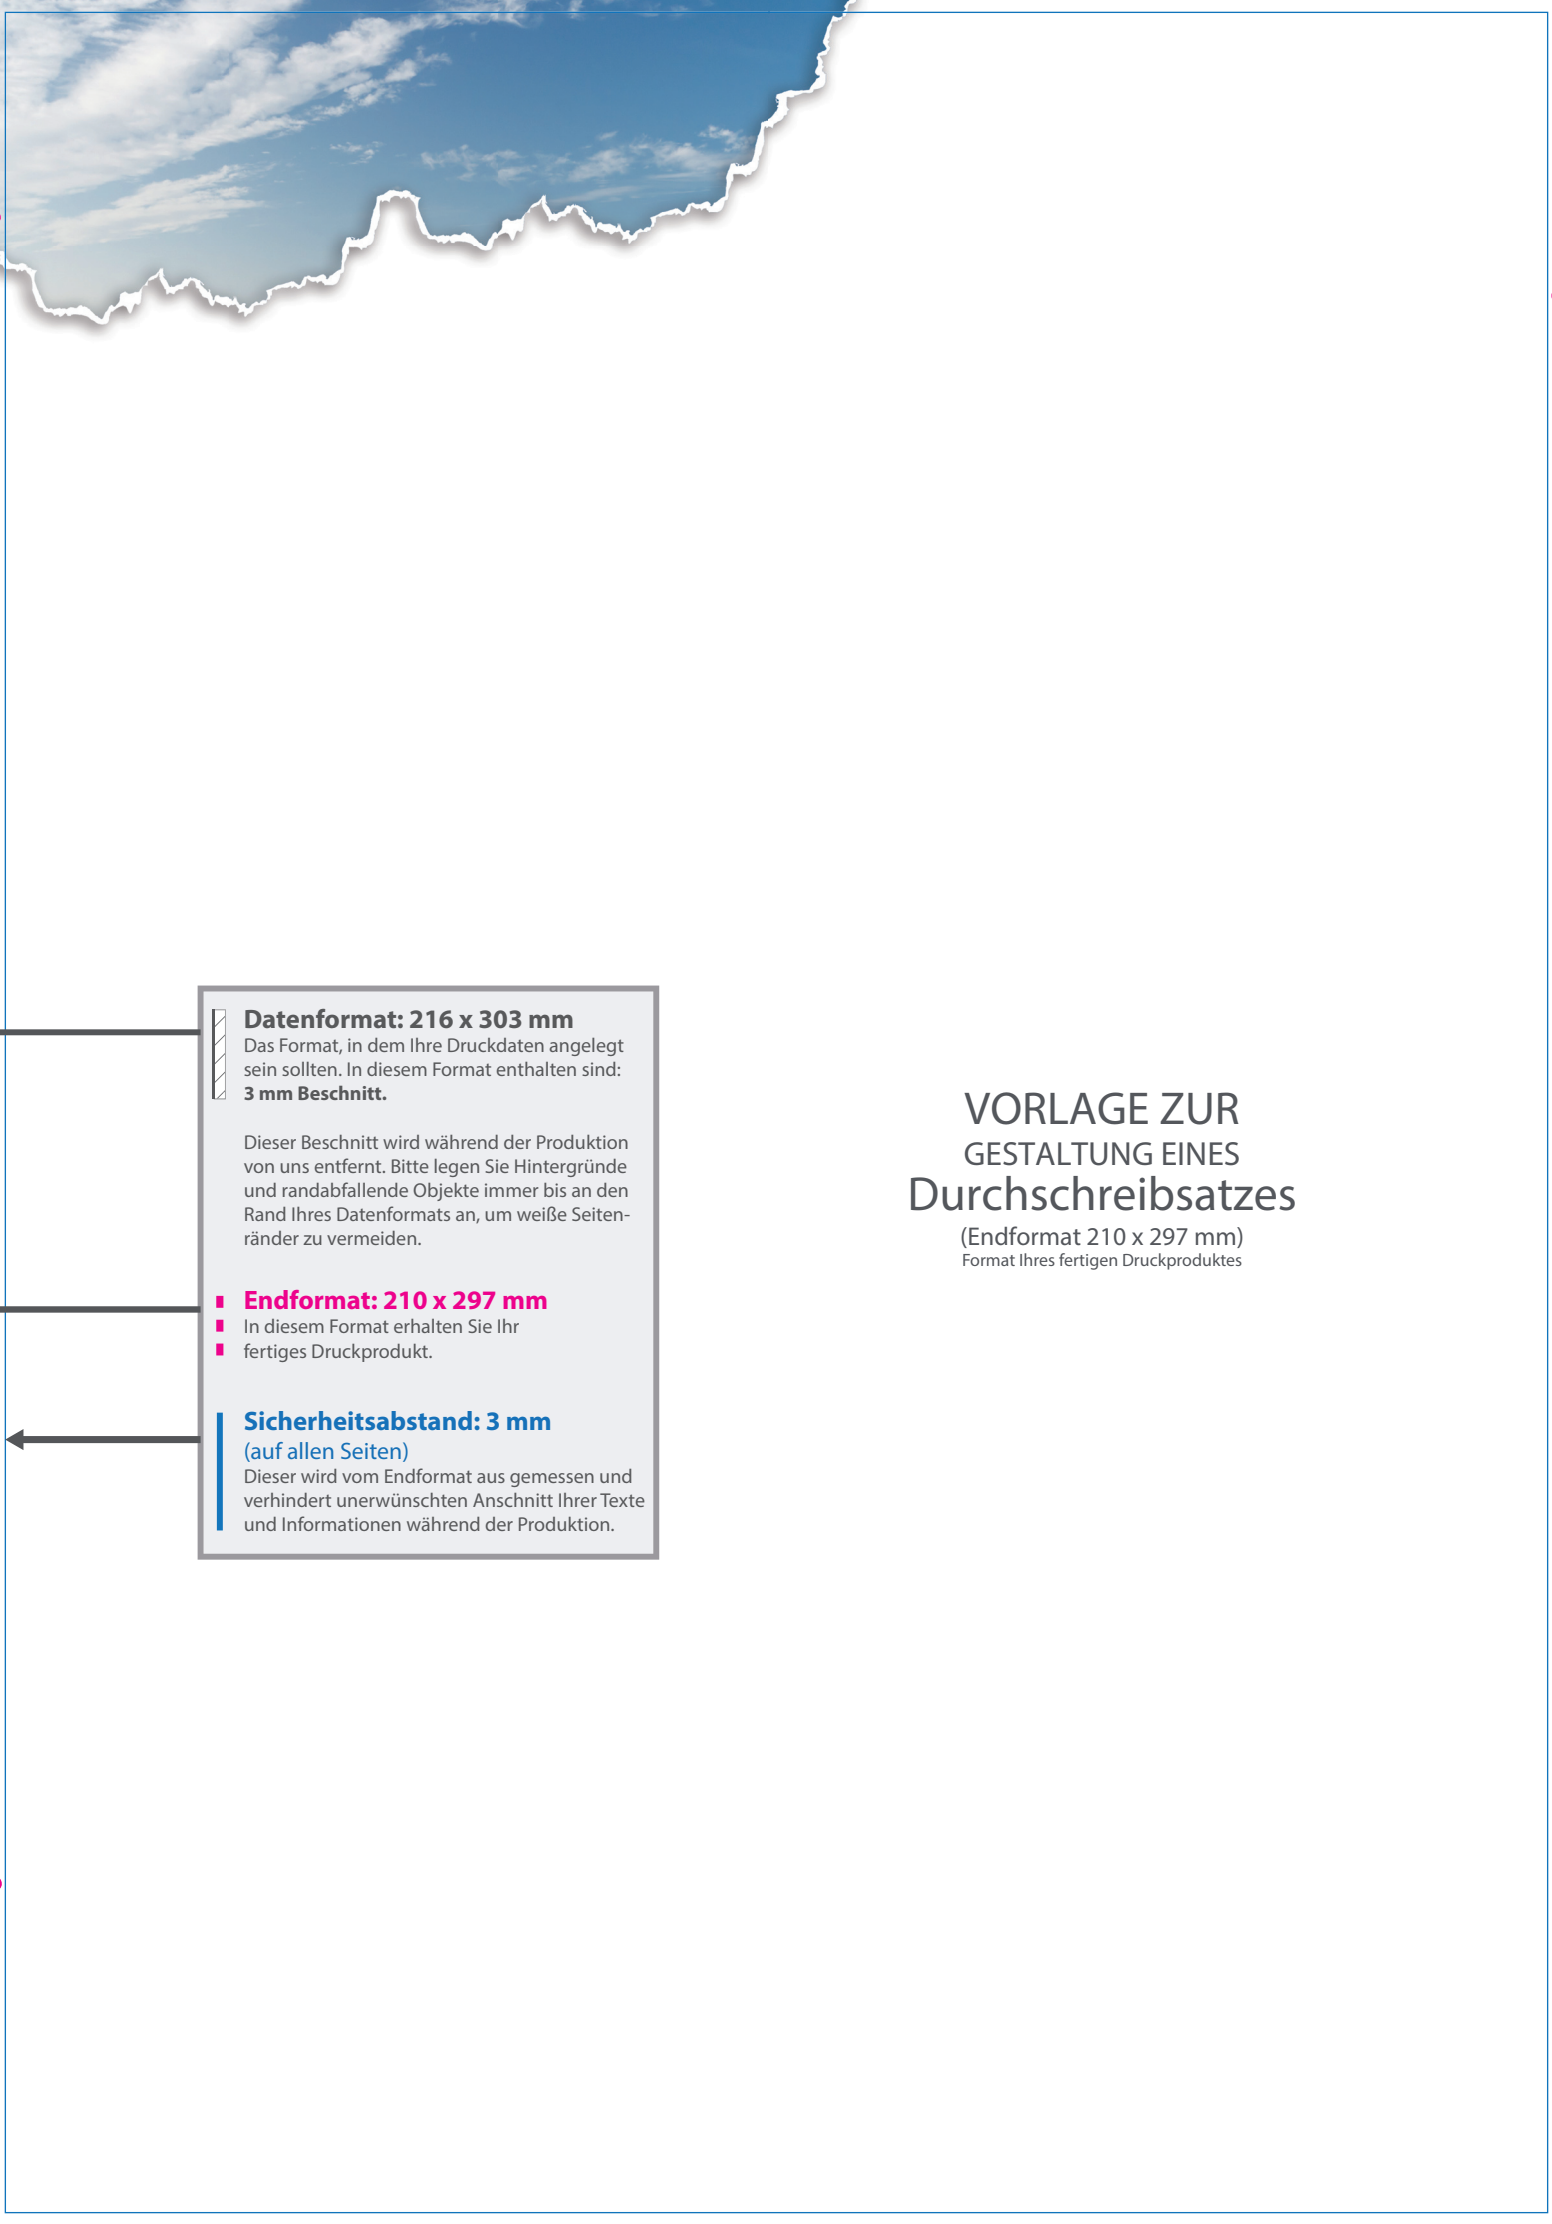 Datenformat: 216 x 303 mm
Das Format, in dem Ihre Druckdaten angelegt
sein sollten. In diesem Format enthalten sind:
3 mm Beschnitt.
Dieser Beschnitt wird während der Produktion
von uns entfernt. Bitte legen Sie Hintergründe
und randabfallende Objekte immer bis an den
Rand Ihres Datenformats an, um weiße Seiten-
ränder zu vermeiden.
Endformat: 210 x 297 mm
In diesem Format erhalten Sie Ihr
fertiges Druckprodukt.
Sicherheitsabstand: 3 mm
(auf allen Seiten)
Dieser wird vom Endformat aus gemessen und
verhindert unerwünschten Anschnitt Ihrer Texte
und Informationen während der Produktion.
VORLAGE ZUR
GESTALTUNG EINES
Durchschreibsatzes
(Endformat 210 x 297 mm)
Format Ihres fertigen Druckproduktes